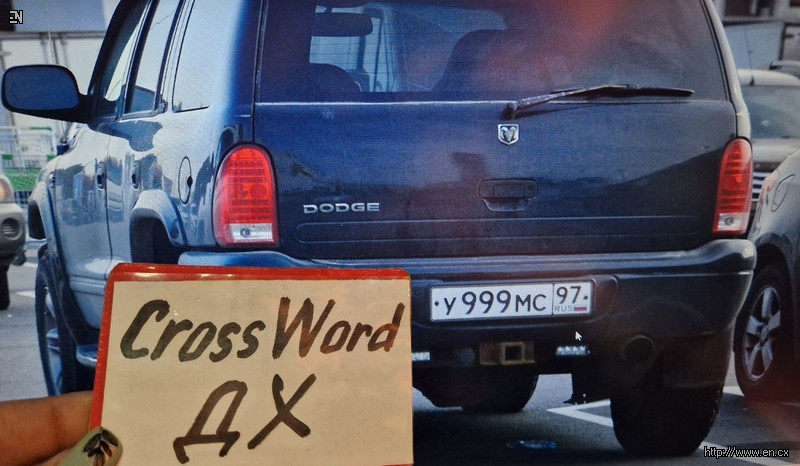 EN
DODGE
У999МС 97
RUS
CrossWord
ДХ
http://www.en.cx